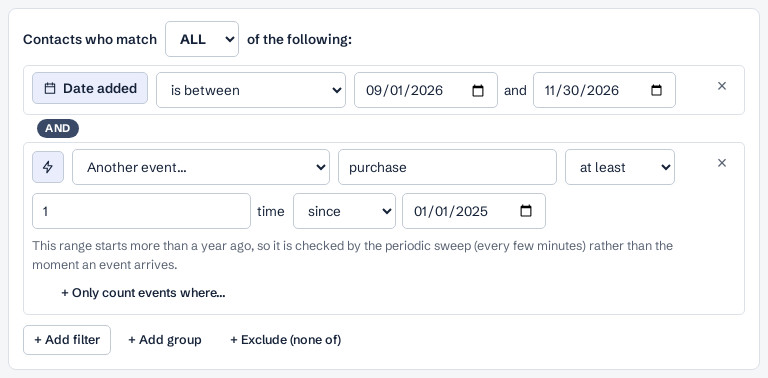 Contacts who match ALL of the following:
Date added is between 09/01/2026 and 11/30/2026 ×
AND
Another event... purchase at least ×
1 time since 01/01/2025
This range starts more than a year ago, so it is checked by the periodic sweep (every few minutes) rather than the
moment an event arrives.
+ Only count events where...
+ Add filter + Add group + Exclude (none of)